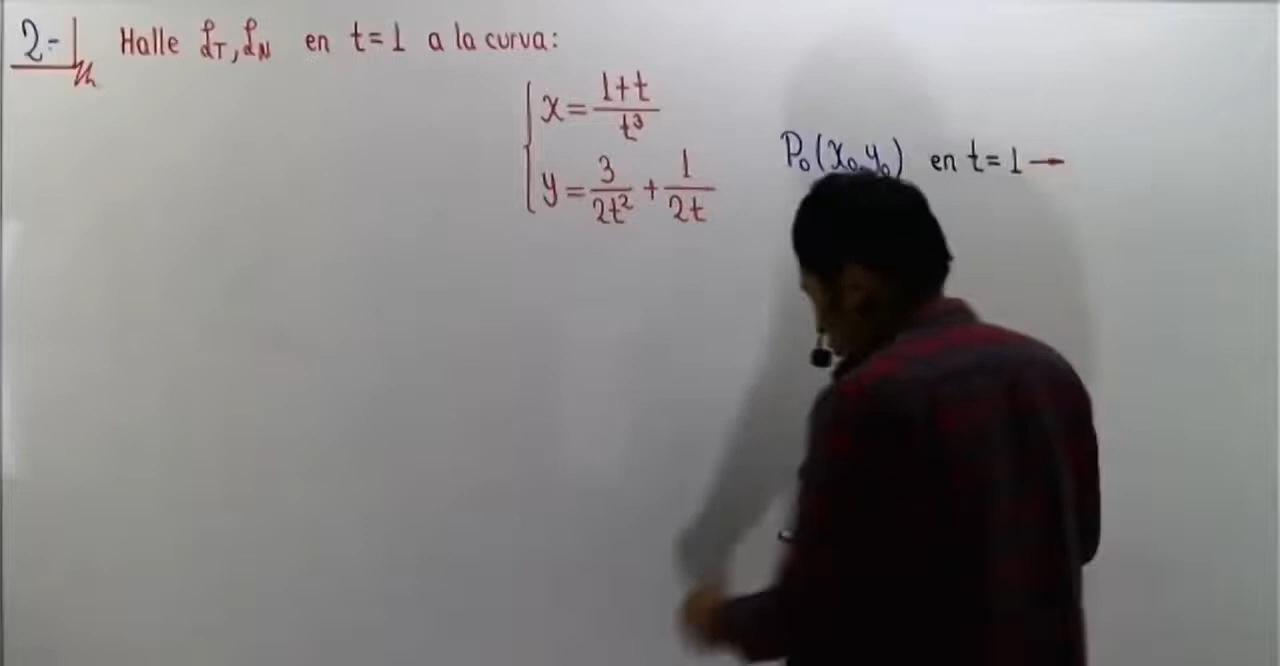 2.- Halle 𝓛T, 𝓛N en t=1 a la curva:
x = (1+t)/t³
y = 3/(2t²) + 1/(2t)
P₀(x₀,y₀) en t=1 →